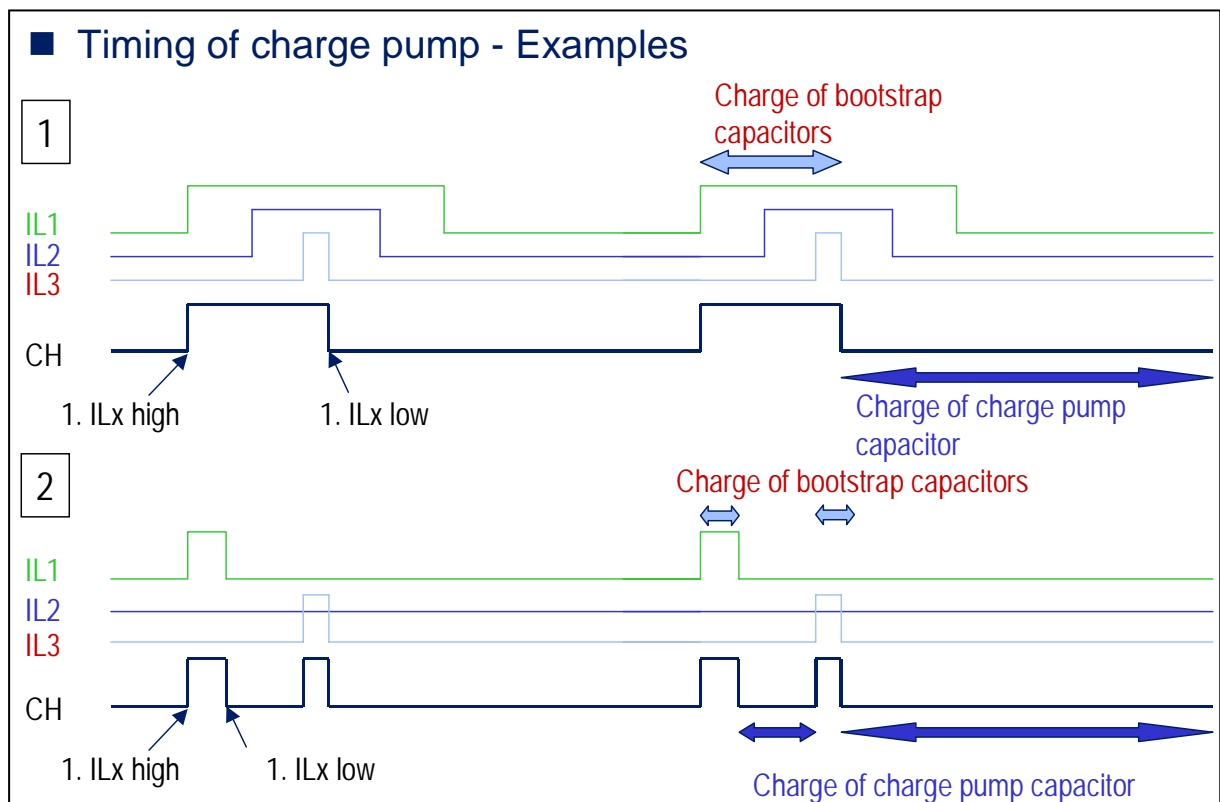 Timing of charge pump - Examples
1
Charge of bootstrap
capacitors
IL1
IL2
IL3
CH
1. ILx high
1. ILx low
Charge of charge pump
capacitor
2
Charge of bootstrap capacitors
IL1
IL2
IL3
CH
1. ILx high
1. ILx low
Charge of charge pump capacitor